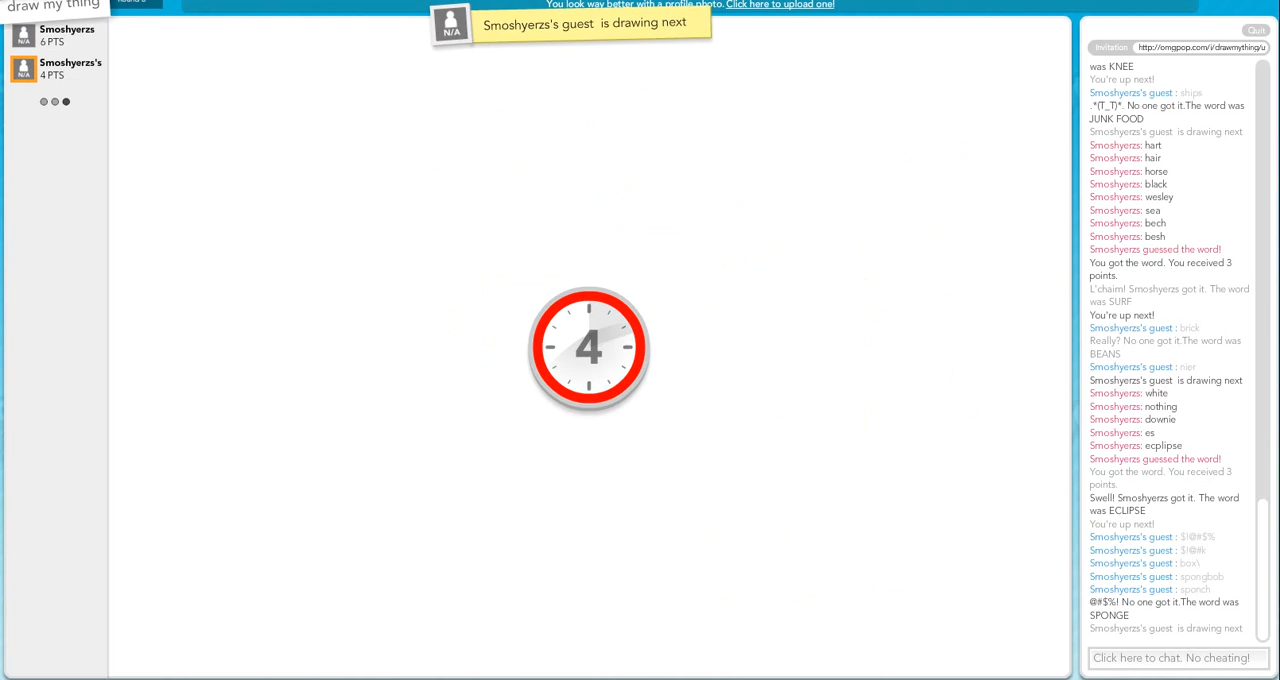 draw my thing
You look way better with a profile photo. Click here to upload one!
N/A
Smoshyerzs's guest is drawing next
N/A
Smoshyerzs
6 PTS
N/A
Smoshyerzs's
4 PTS
4
Quit
Invitation http://omgpop.com/i/drawmything/u
was KNEE
You're up next!
Smoshyerzs's guest : ships
.*(T_T)*. No one got it.The word was
JUNK FOOD
Smoshyerzs's guest is drawing next
Smoshyerzs: hart
Smoshyerzs: hair
Smoshyerzs: horse
Smoshyerzs: black
Smoshyerzs: wesley
Smoshyerzs: sea
Smoshyerzs: bech
Smoshyerzs: besh
Smoshyerzs guessed the word!
You got the word. You received 3
points.
L'chaim! Smoshyerzs got it. The word
was SURF
You're up next!
Smoshyerzs's guest : brick
Really? No one got it.The word was
BEANS
Smoshyerzs's guest : nier
Smoshyerzs's guest is drawing next
Smoshyerzs: white
Smoshyerzs: nothing
Smoshyerzs: downie
Smoshyerzs: es
Smoshyerzs: ecplipse
Smoshyerzs guessed the word!
You got the word. You received 3
points.
Swell! Smoshyerzs got it. The word
was ECLIPSE
You're up next!
Smoshyerzs's guest : $!@#$%
Smoshyerzs's guest : $!@#k
Smoshyerzs's guest : box\
Smoshyerzs's guest : spongbob
Smoshyerzs's guest : sponch
@#$%! No one got it.The word was
SPONGE
Smoshyerzs's guest is drawing next
Click here to chat. No cheating!